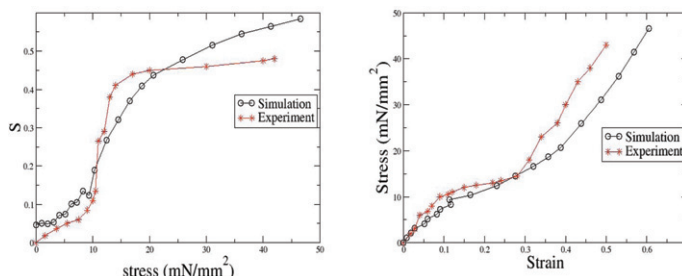 S
0.5
0.4
0.3
0.2
0.1
0
0 10 20 30 40 50
stress (mN/mm²)
Simulation
Experiment
Stress (mN/mm²)
50
40
30
20
10
0
0 0.1 0.2 0.3 0.4 0.5 0.6 0.7
Strain
Simulation
Experiment